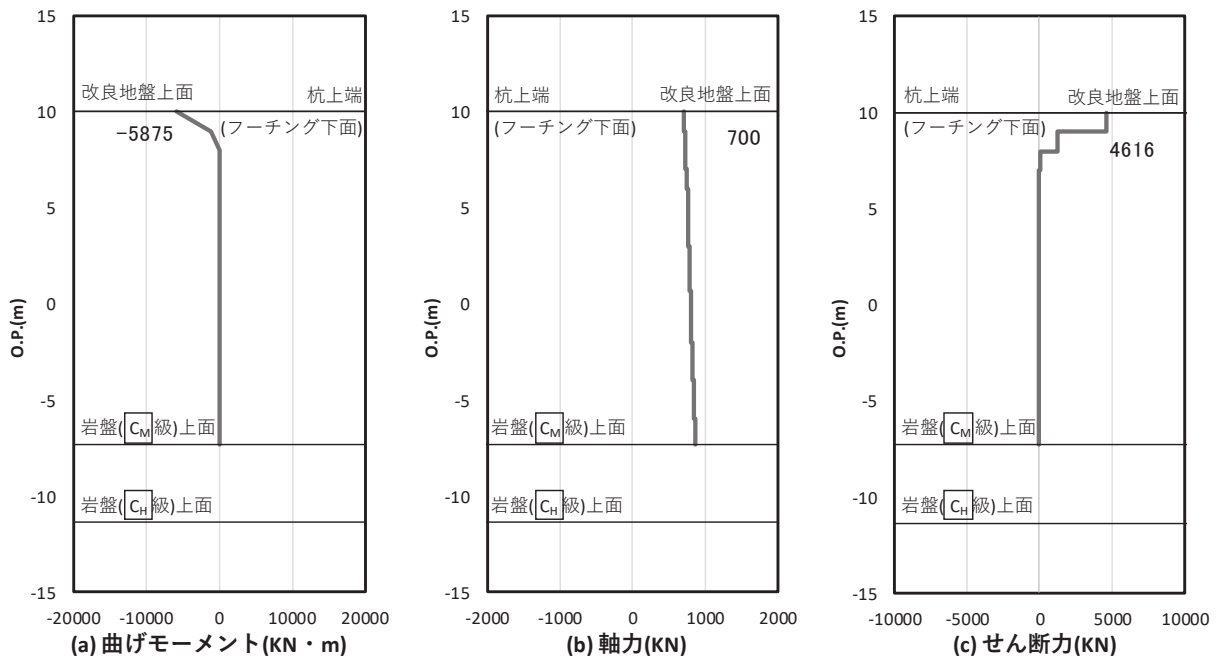 15
10
5
0
-5
-10
-15
O.P.(m)
改良地盤上面
杭上端
(フーチング下面)
−5875
岩盤(CM級)上面
岩盤(CH級)上面
-20000 -10000 0 10000 20000
(a) 曲げモーメント(KN・m)
15
10
5
0
-5
-10
-15
O.P.(m)
杭上端
改良地盤上面
(フーチング下面)
700
岩盤(CM級)上面
岩盤(CH級)上面
-2000 -1000 0 1000 2000
(b) 軸力(KN)
15
10
5
0
-5
-10
-15
O.P.(m)
杭上端
改良地盤上面
(フーチング下面)
4616
岩盤(CM級)上面
岩盤(CH級)上面
-10000 -5000 0 5000 10000
(c) せん断力(KN)